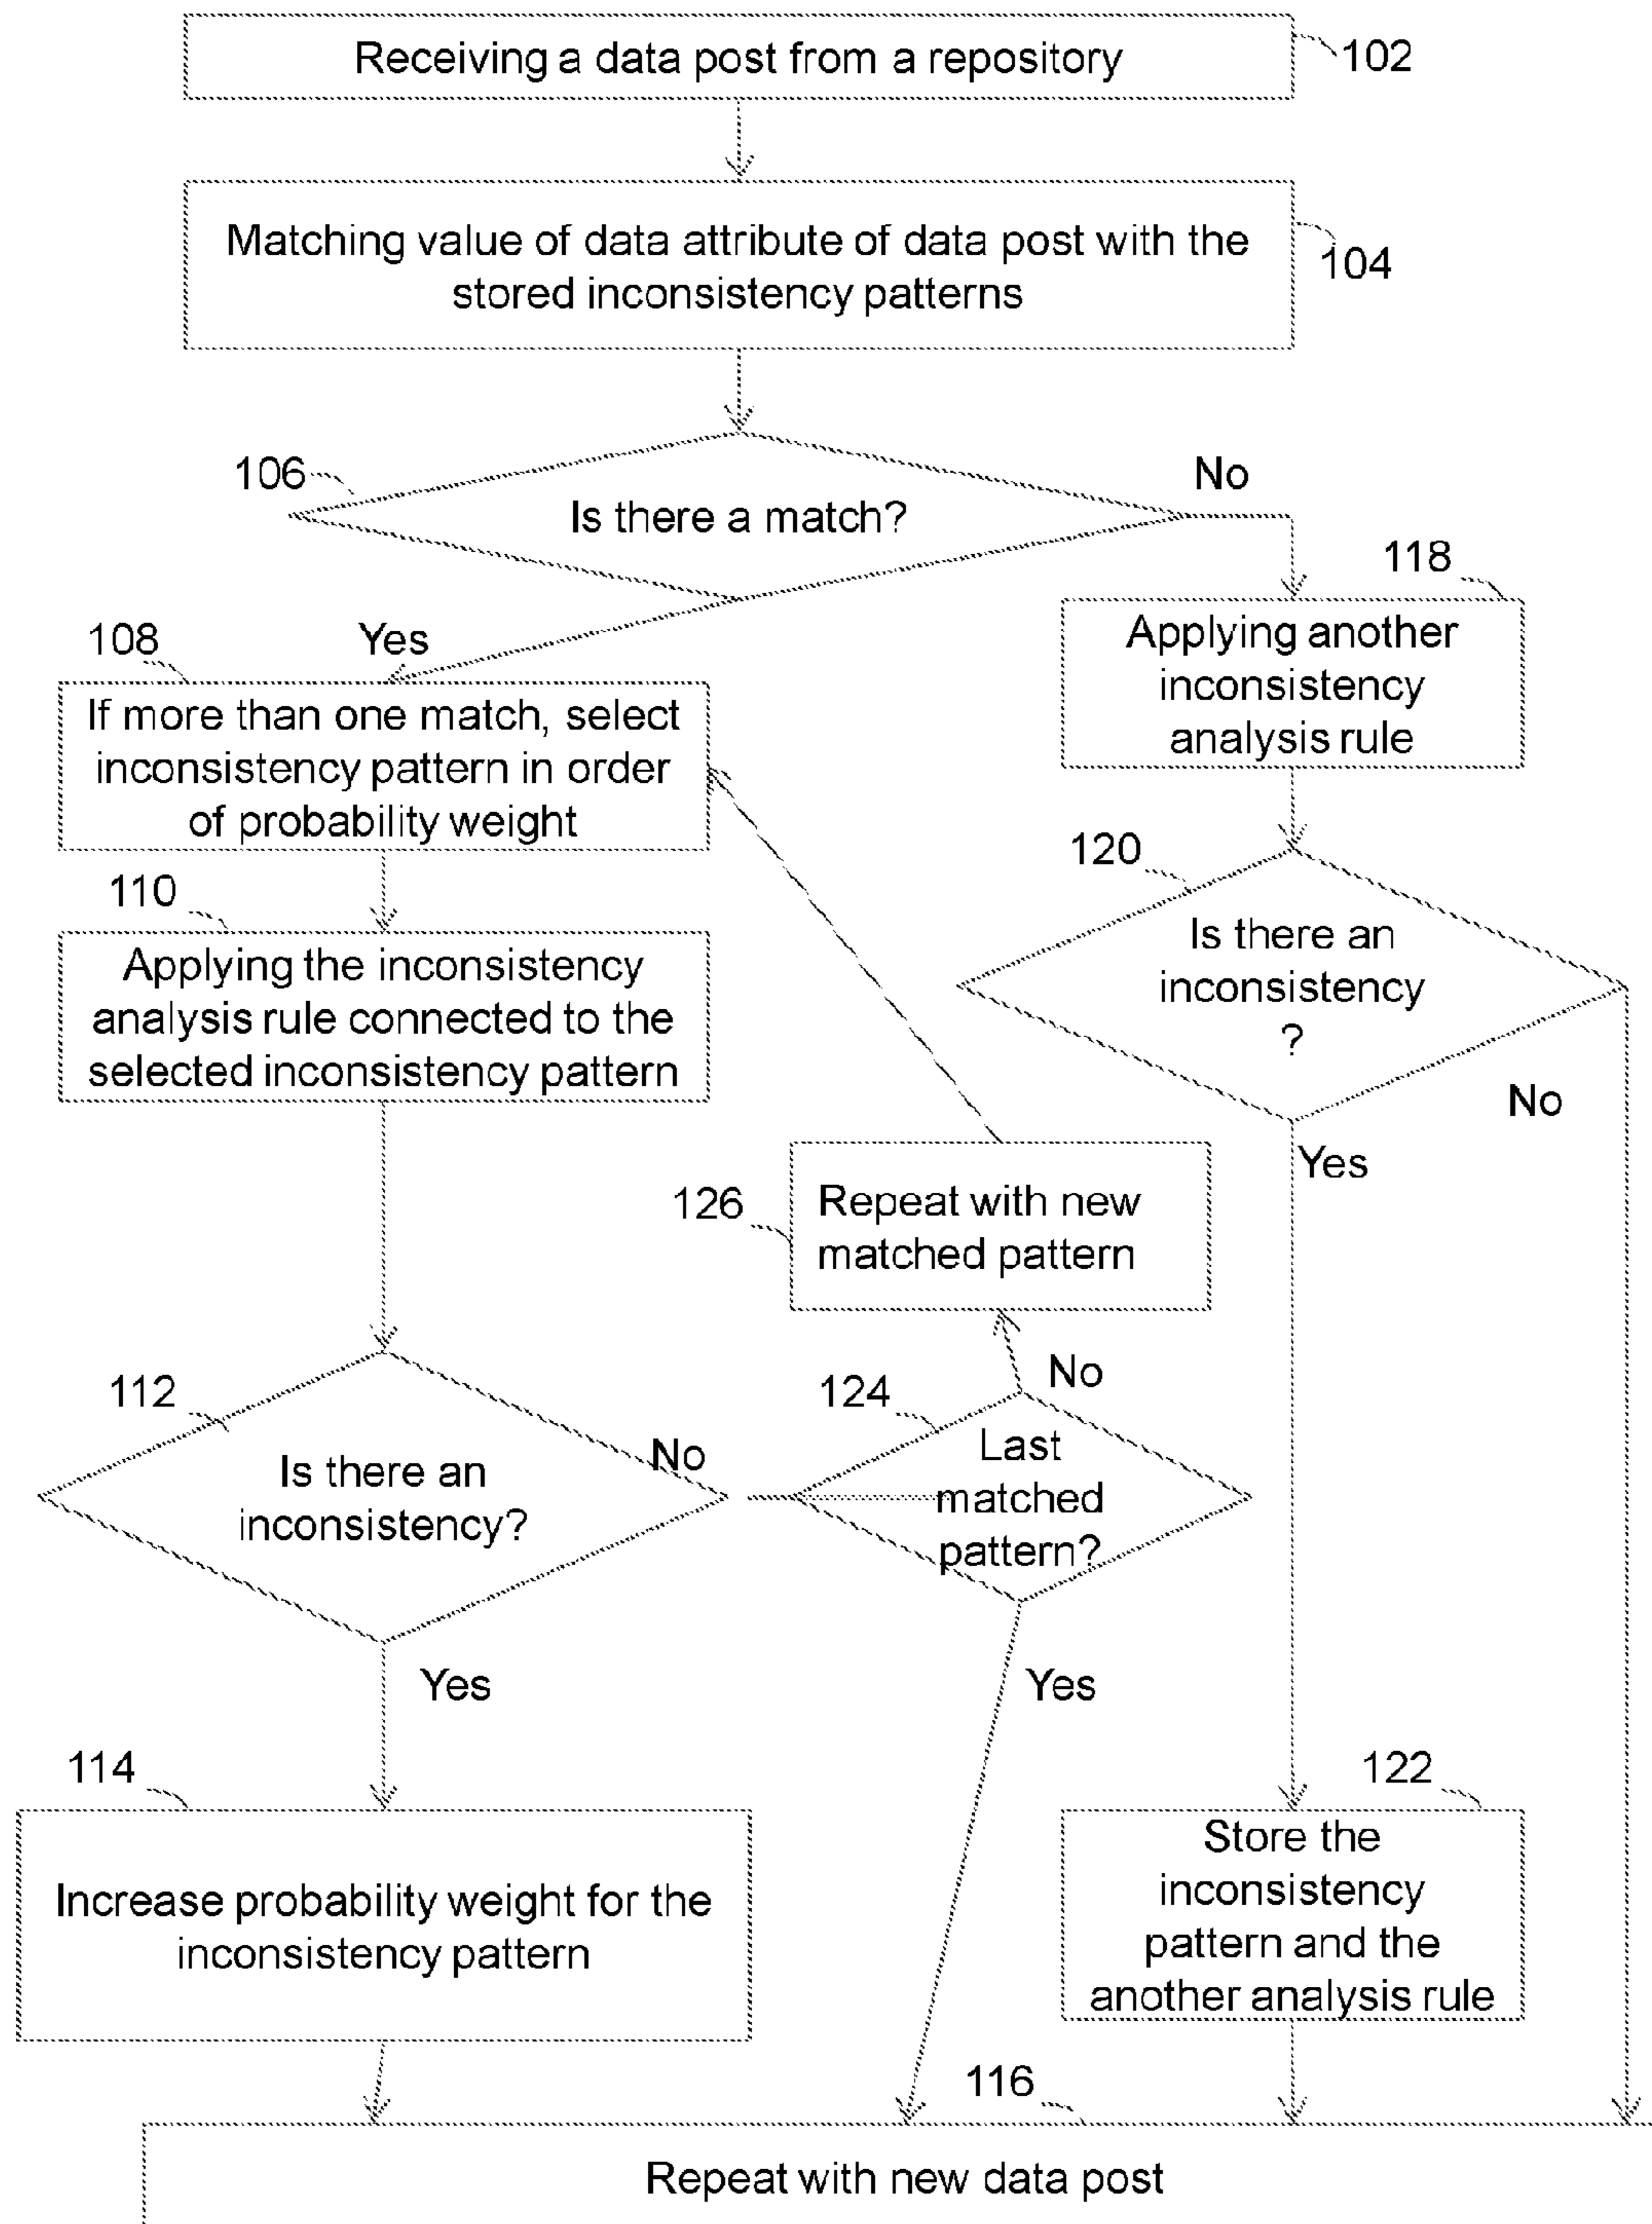 Receiving a data post from a repository
102
Matching value of data attribute of data post with the
stored inconsistency patterns
104
106
Is there a match?
No
118
Yes
108
If more than one match, select
inconsistency pattern in order
of probability weight
Applying another
inconsistency
analysis rule
110
Applying the inconsistency
analysis rule connected to the
selected inconsistency pattern
120
Is there an
inconsistency
?
No
Yes
126
Repeat with new
matched pattern
112
Is there an
inconsistency?
No
124
No
Last
matched
pattern?
Yes
Yes
114
Increase probability weight for the
inconsistency pattern
122
Store the
inconsistency
pattern and the
another analysis rule
116
Repeat with new data post